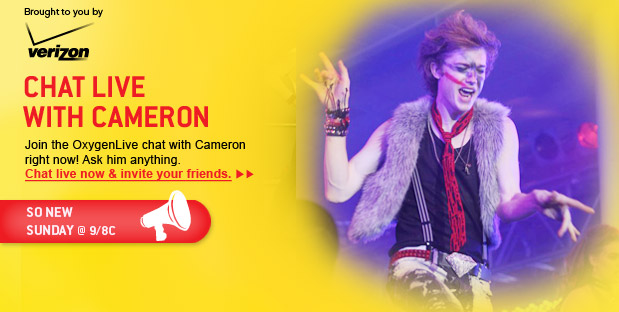 Brought to you by
verizon
CHAT LIVE
WITH CAMERON
Join the OxygenLive chat with Cameron
right now! Ask him anything.
Chat live now & invite your friends.
SO NEW
SUNDAY @ 9/8C